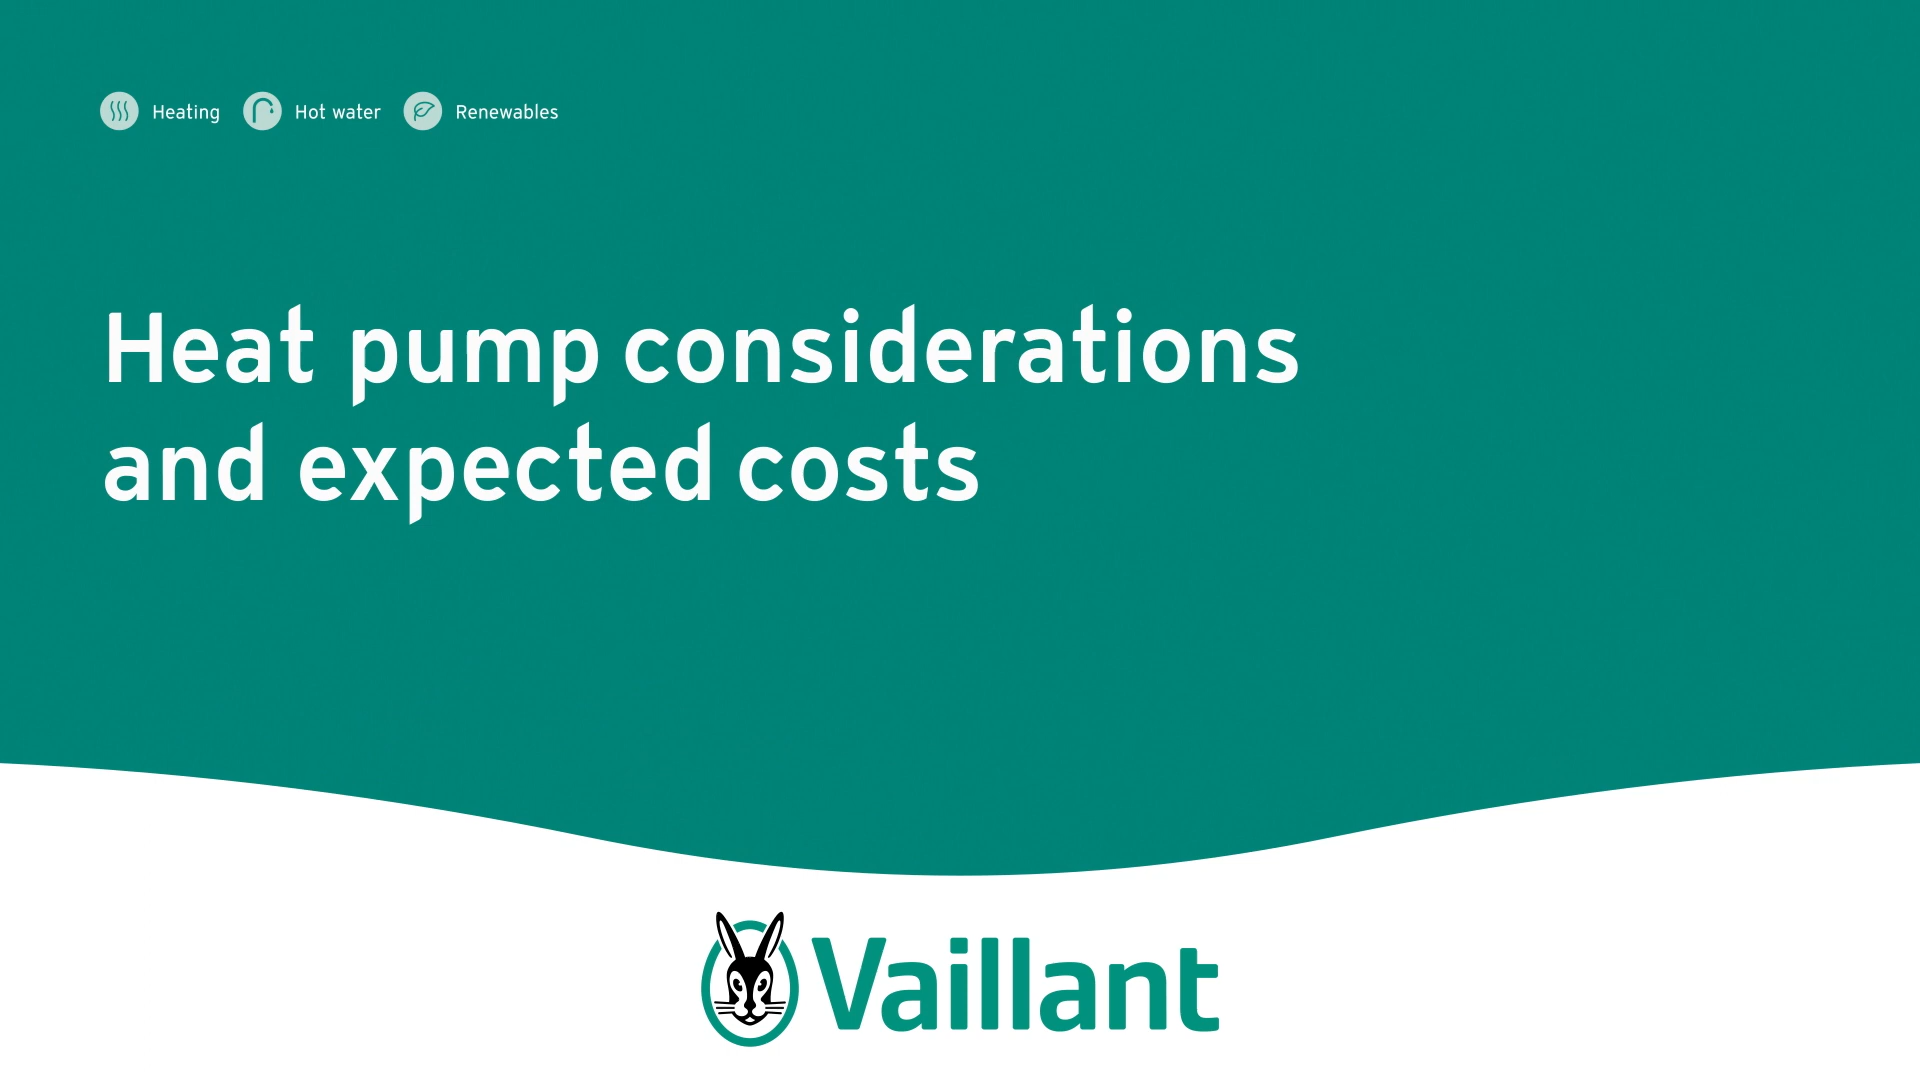 Heating Hot water Renewables
Heat pump considerations
and expected costs
Vaillant